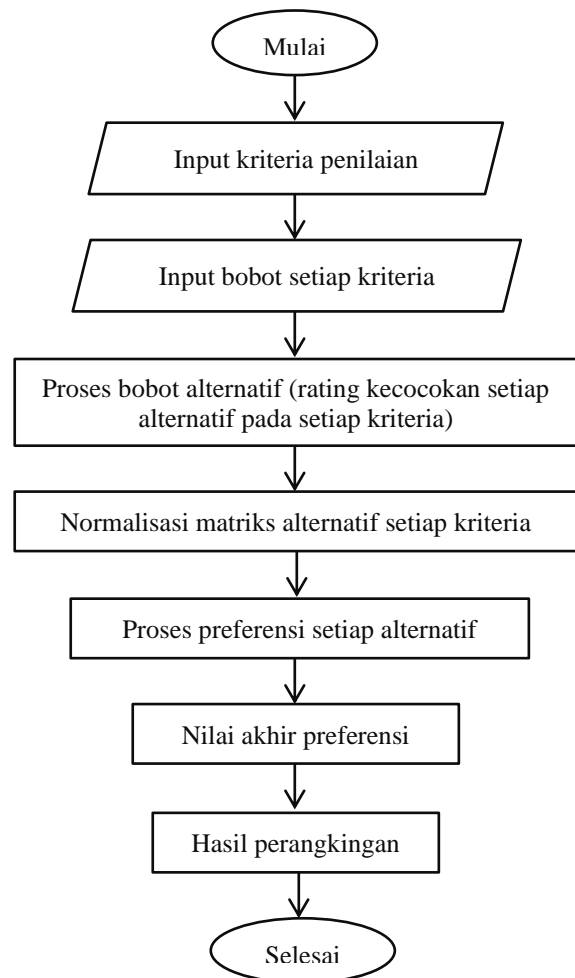 Mulai
Input kriteria penilaian
Input bobot setiap kriteria
Proses bobot alternatif (rating kecocokan setiap
alternatif pada setiap kriteria)
Normalisasi matriks alternatif setiap kriteria
Proses preferensi setiap alternatif
Nilai akhir preferensi
Hasil perangkingan
Selesai